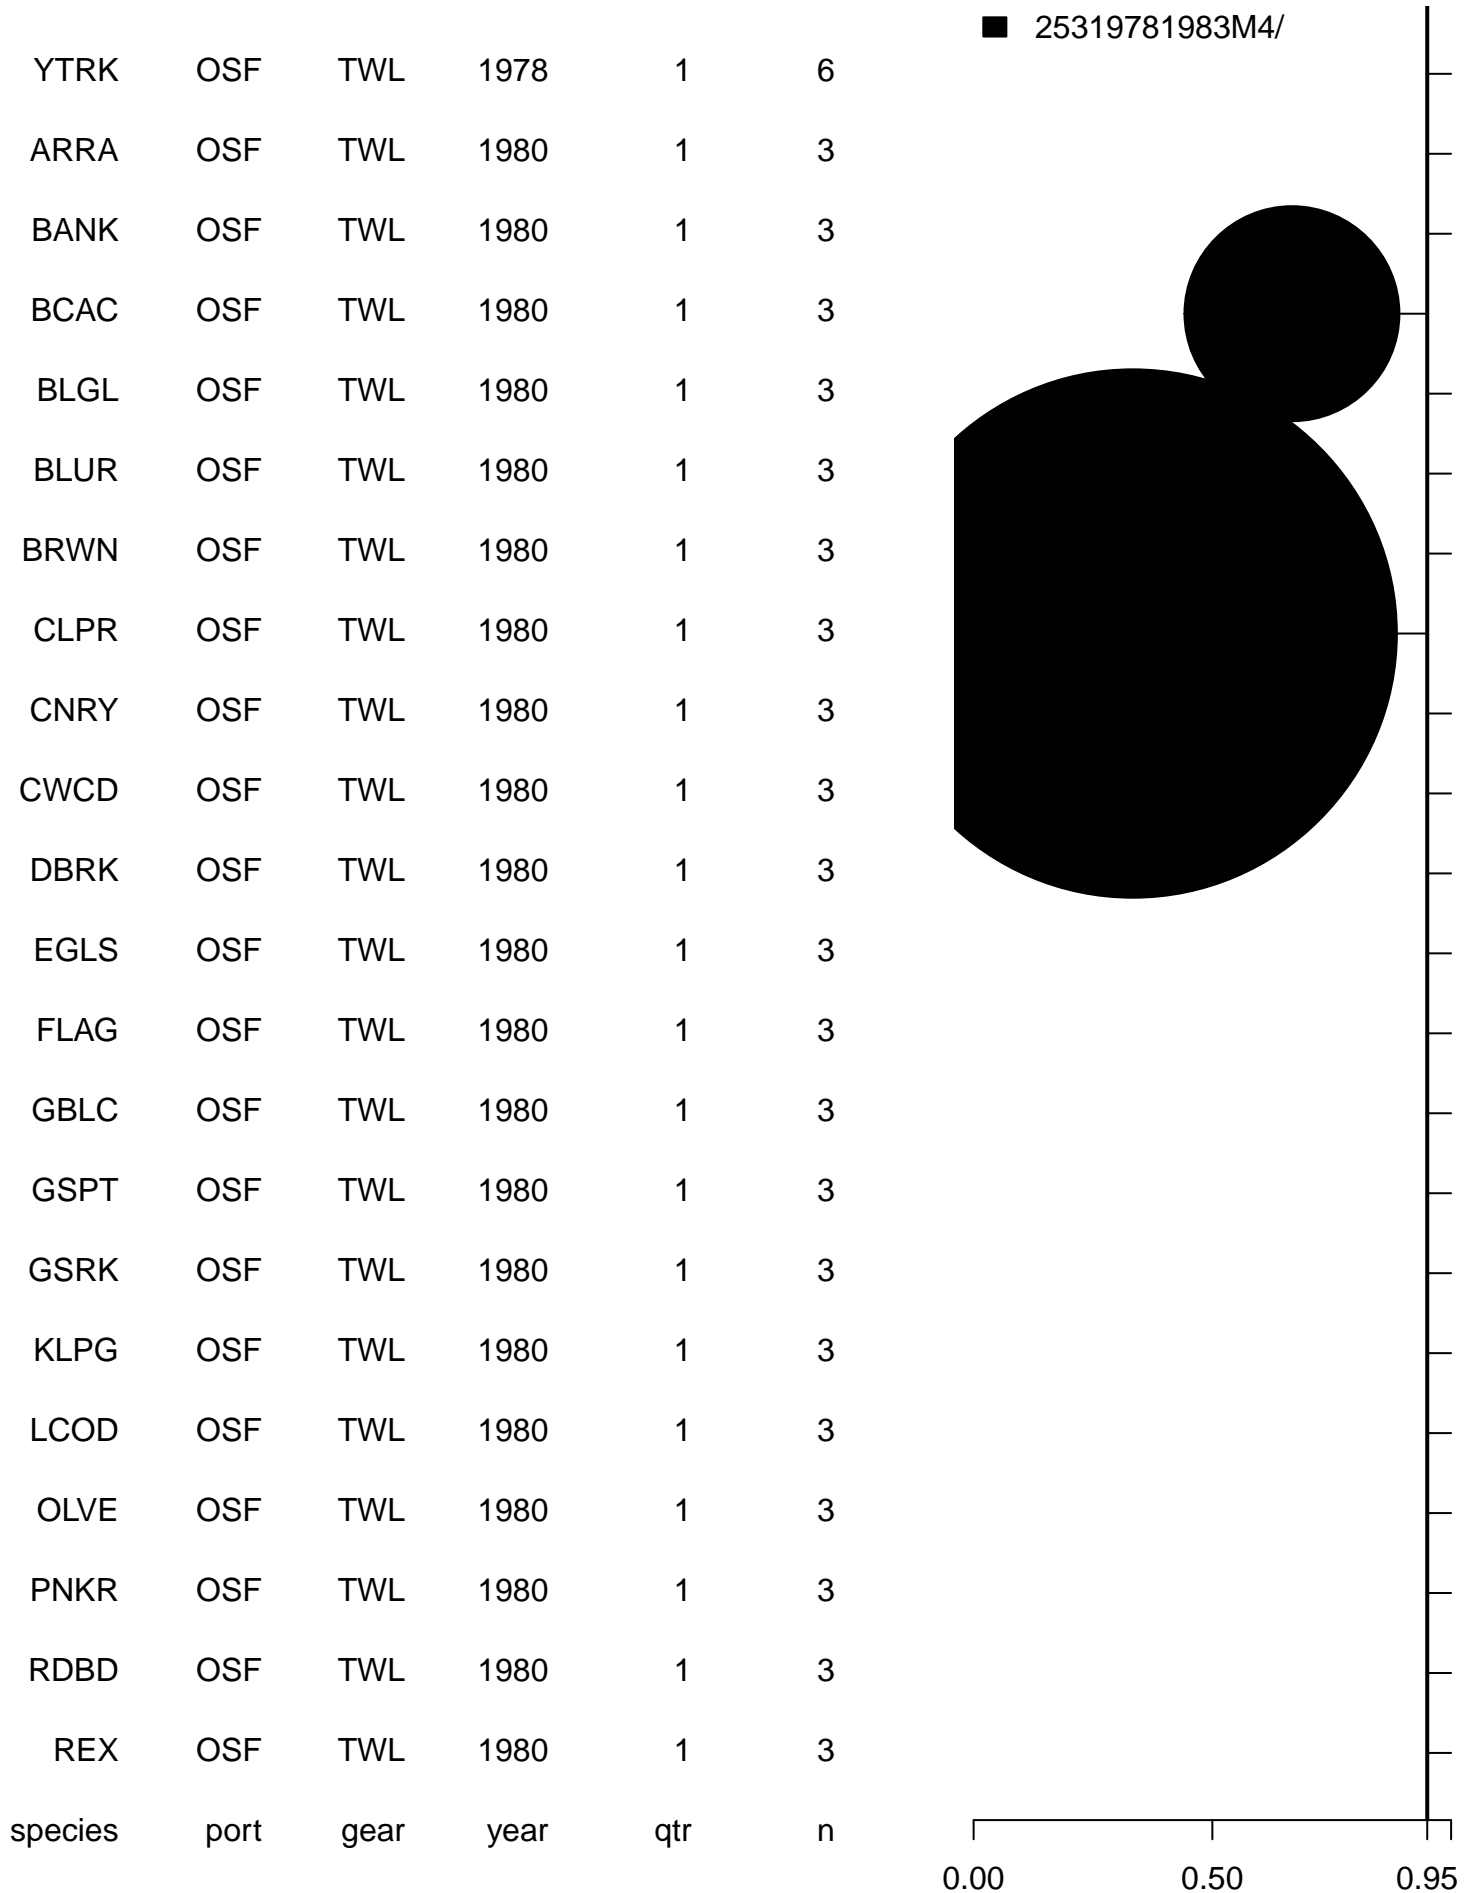 25319781983M4/
YTRK OSF TWL 1978 1 6
ARRA OSF TWL 1980 1 3
BANK OSF TWL 1980 1 3
BCAC OSF TWL 1980 1 3
BLGL OSF TWL 1980 1 3
BLUR OSF TWL 1980 1 3
BRWN OSF TWL 1980 1 3
CLPR OSF TWL 1980 1 3
CNRY OSF TWL 1980 1 3
CWCD OSF TWL 1980 1 3
DBRK OSF TWL 1980 1 3
EGLS OSF TWL 1980 1 3
FLAG OSF TWL 1980 1 3
GBLC OSF TWL 1980 1 3
GSPT OSF TWL 1980 1 3
GSRK OSF TWL 1980 1 3
KLPG OSF TWL 1980 1 3
LCOD OSF TWL 1980 1 3
OLVE OSF TWL 1980 1 3
PNKR OSF TWL 1980 1 3
RDBD OSF TWL 1980 1 3
REX OSF TWL 1980 1 3
species port gear year qtr n
0.00 0.50 0.95